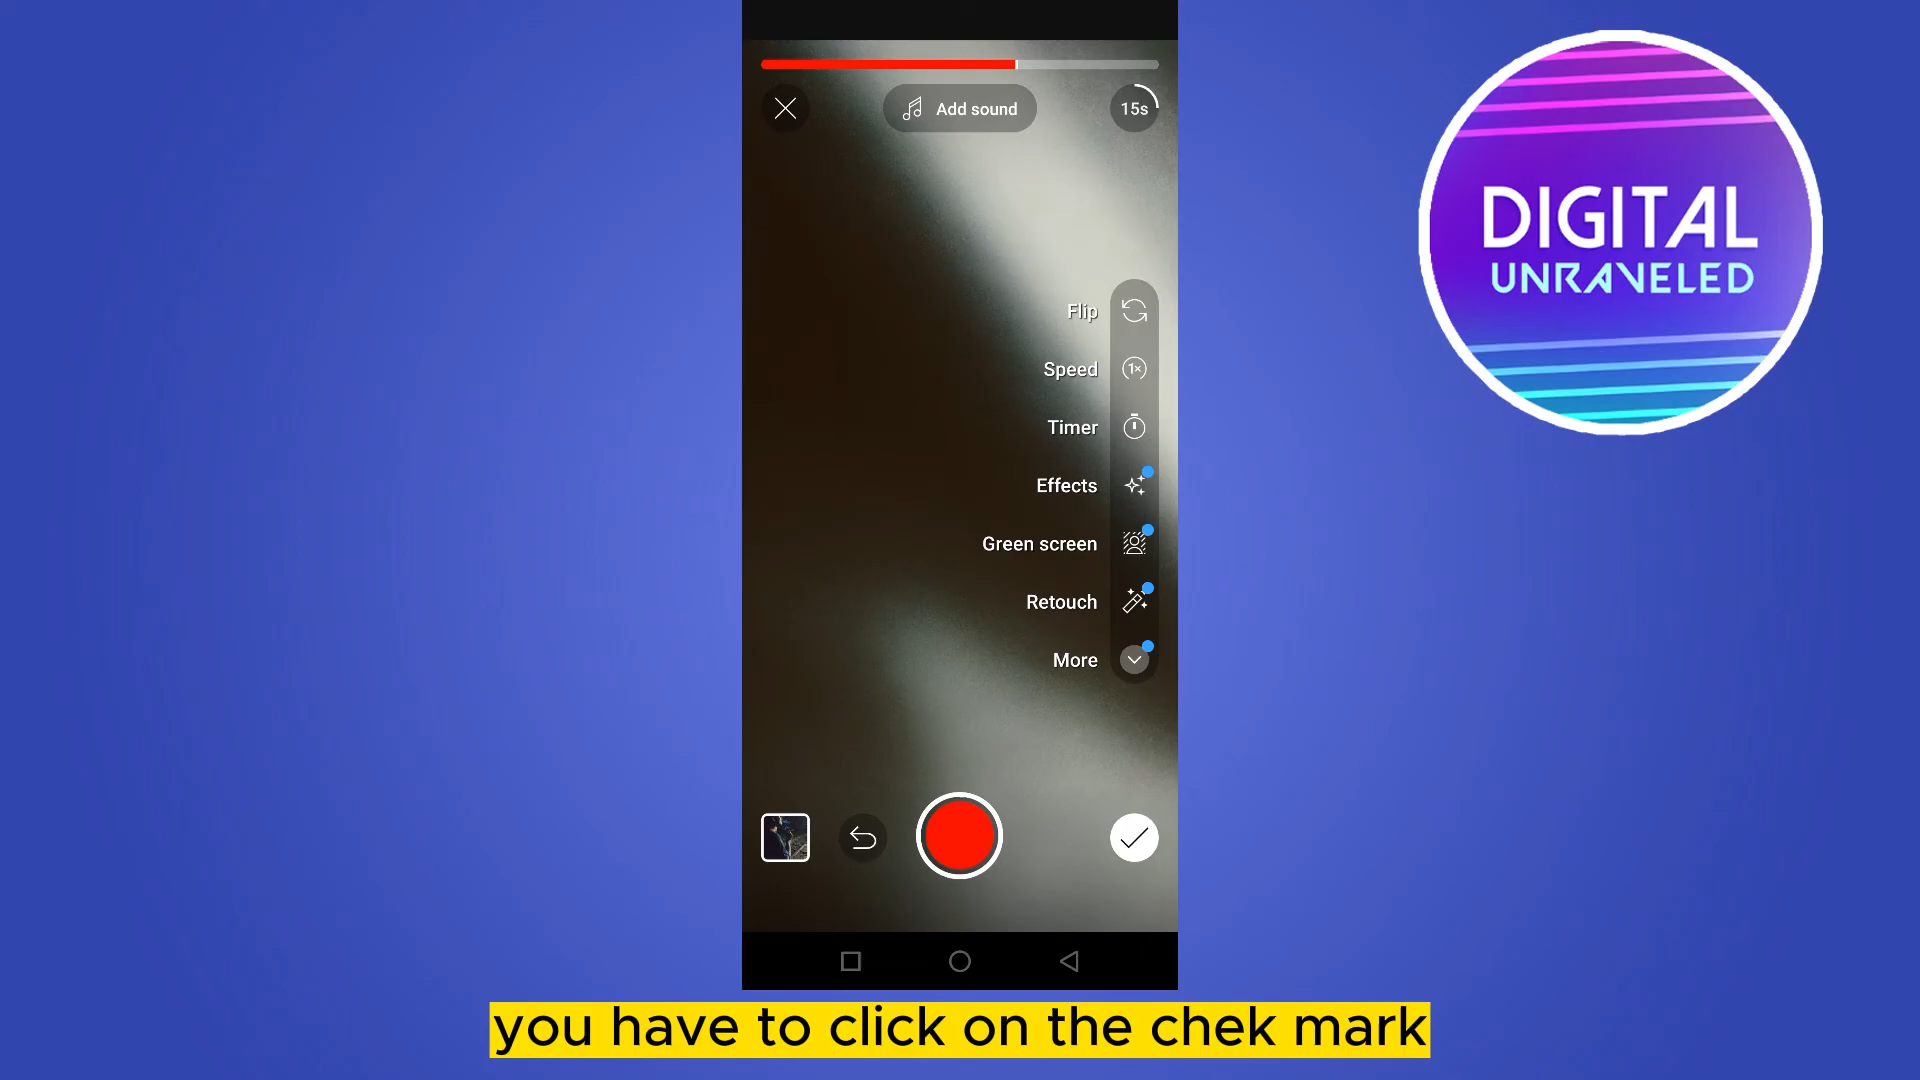 Add sound
15s
DIGITAL
UNRAVELED
Flip
Speed
1×
Timer
Effects
Green screen
Retouch
More
you have to click on the chek mark